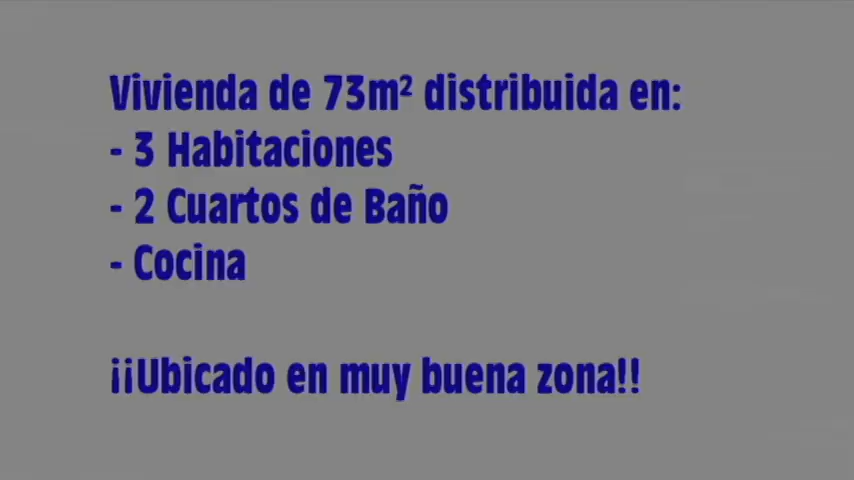 Vivienda de 73m² distribuida en:
- 3 Habitaciones
- 2 Cuartos de Baño
- Cocina
¡¡Ubicado en muy buena zona!!